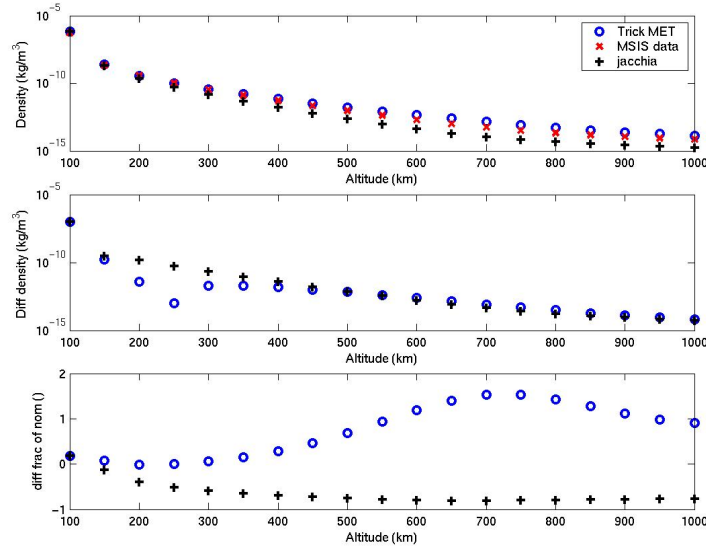 10^-5
10^-10
10^-15
Density (kg/m^3)
Trick MET
MSIS data
jacchia
100 200 300 400 500 600 700 800 900 1000
Altitude (km)
10^-5
10^-10
10^-15
Diff density (kg/m^3)
100 200 300 400 500 600 700 800 900 1000
Altitude (km)
2
1
0
-1
diff frac of nom ()
100 200 300 400 500 600 700 800 900 1000
Altitude (km)